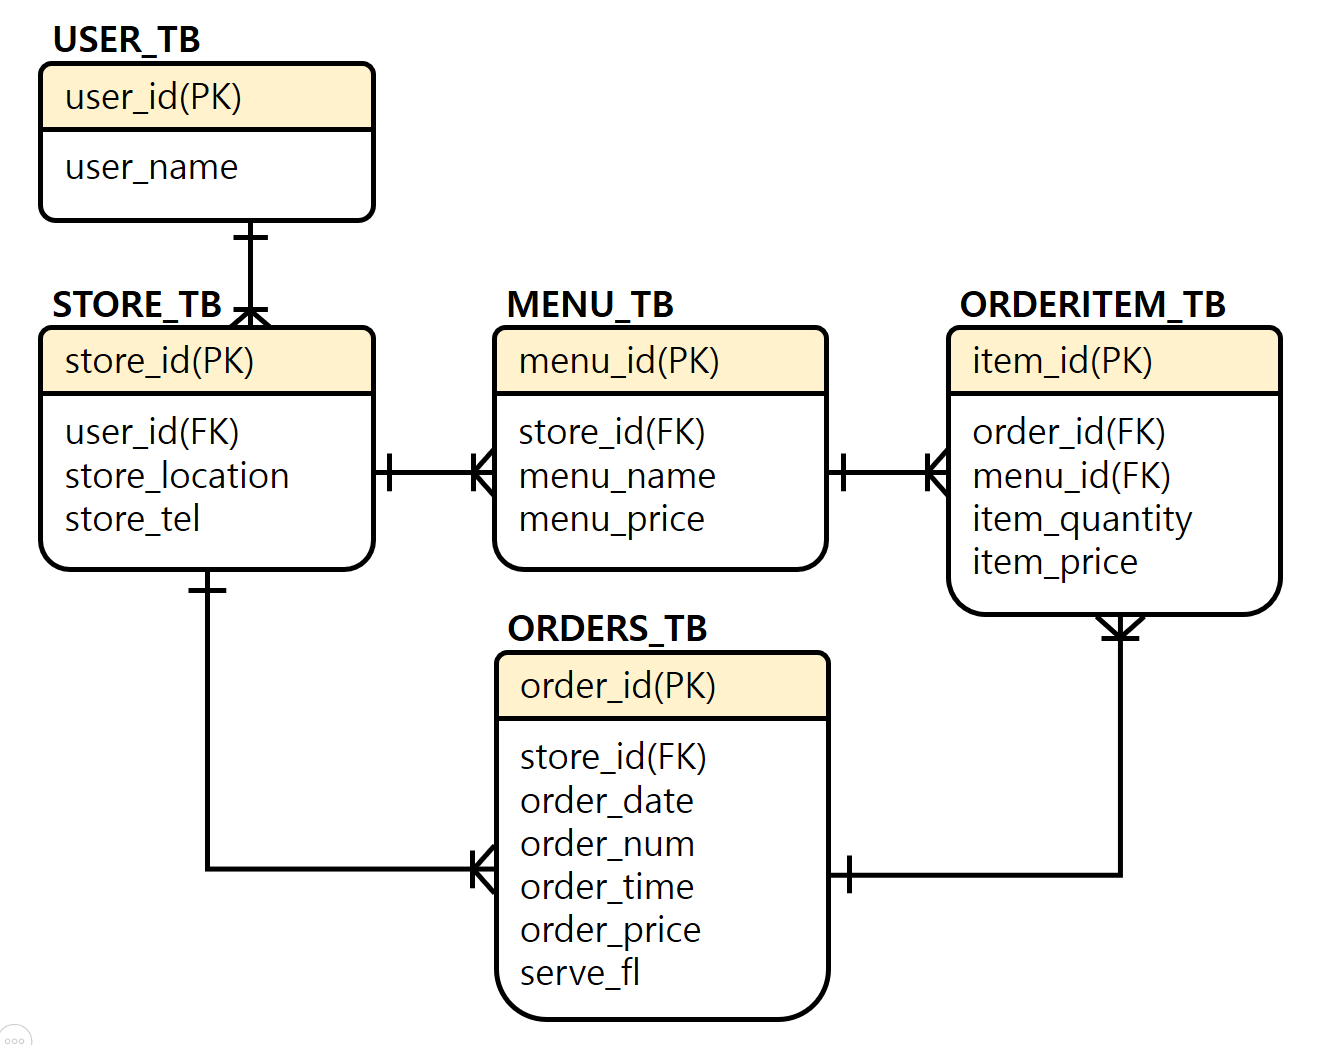 USER_TB
user_id(PK)
user_name
STORE_TB
store_id(PK)
user_id(FK)
store_location
store_tel
MENU_TB
menu_id(PK)
store_id(FK)
menu_name
menu_price
ORDERITEM_TB
item_id(PK)
order_id(FK)
menu_id(FK)
item_quantity
item_price
ORDERS_TB
order_id(PK)
store_id(FK)
order_date
order_num
order_time
order_price
serve_fl